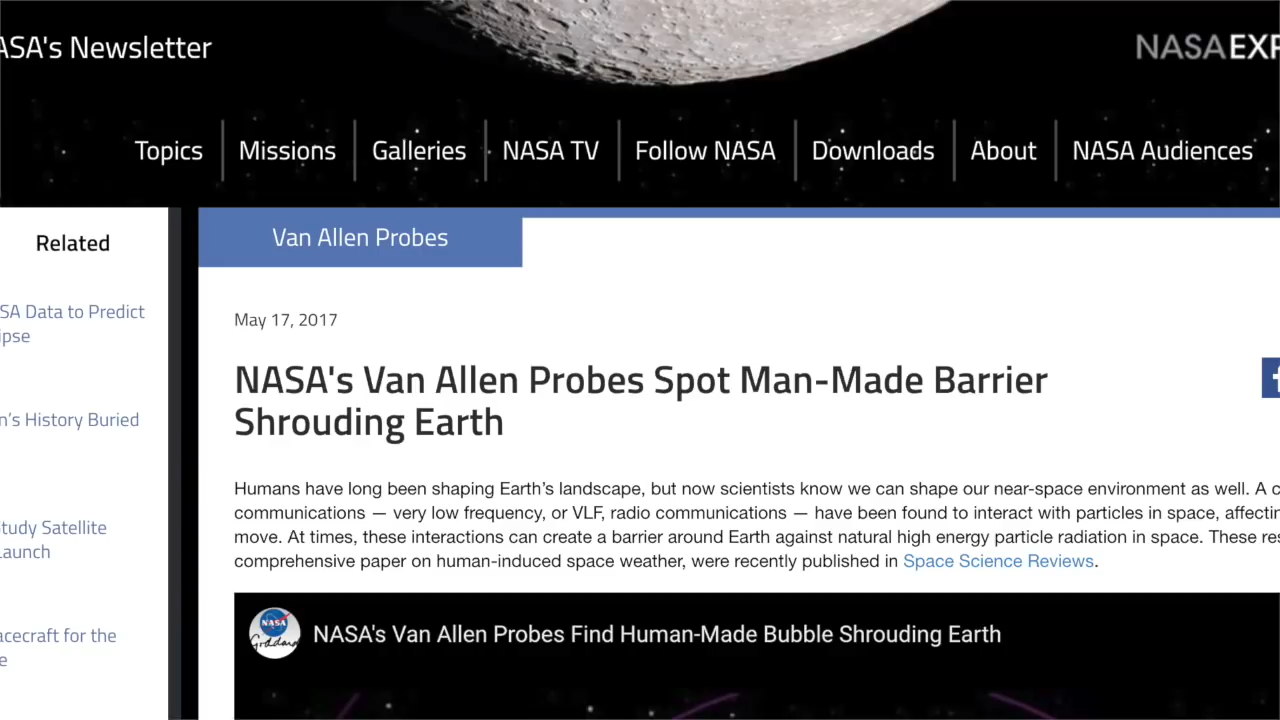 ASA's Newsletter
NASA EXP
Topics
Missions
Galleries
NASA TV
Follow NASA
Downloads
About
NASA Audiences
Related
SA Data to Predict
ipse
n’s History Buried
tudy Satellite
Launch
acecraft for the
e
Van Allen Probes
May 17, 2017
NASA's Van Allen Probes Spot Man-Made Barrier
Shrouding Earth
Humans have long been shaping Earth’s landscape, but now scientists know we can shape our near-space environment as well. A c
communications — very low frequency, or VLF, radio communications — have been found to interact with particles in space, affectin
move. At times, these interactions can create a barrier around Earth against natural high energy particle radiation in space. These res
comprehensive paper on human-induced space weather, were recently published in Space Science Reviews.
NASA
Goddard
NASA's Van Allen Probes Find Human-Made Bubble Shrouding Earth